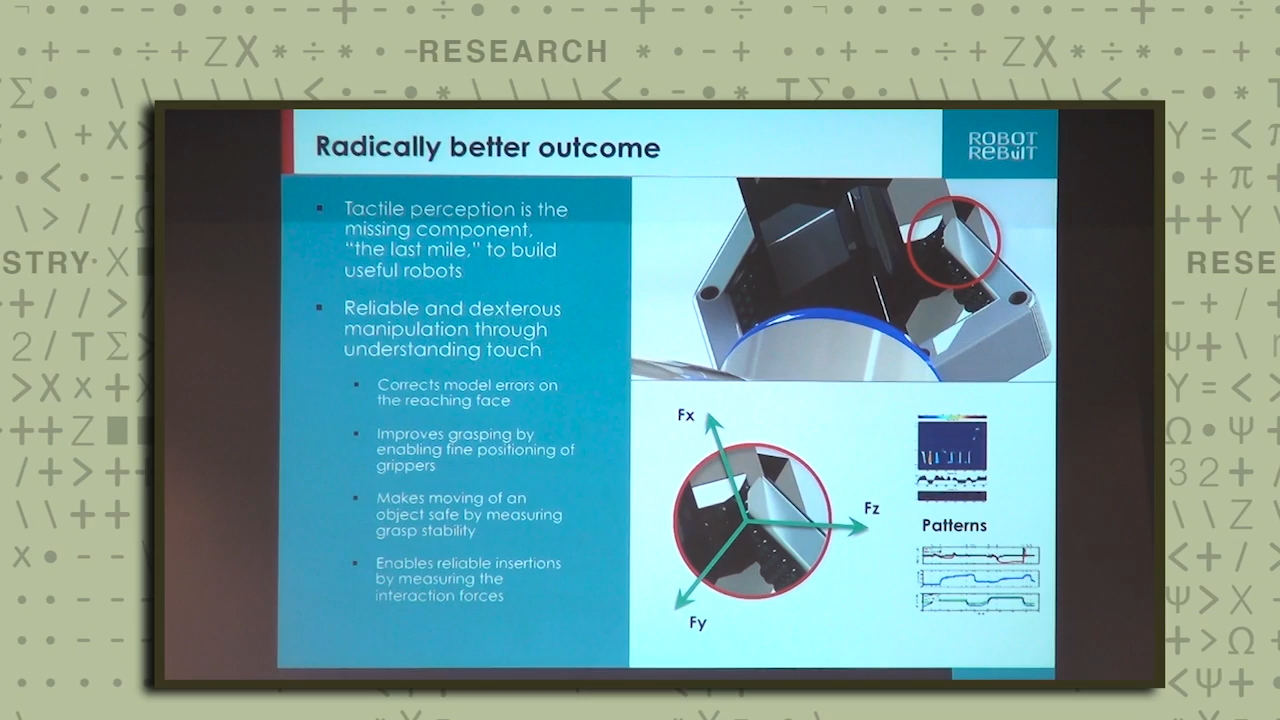 RESEARCH
STRY
RESE
Radically better outcome
ROBOT
REBUILT
Tactile perception is the
missing component,
“the last mile,” to build
useful robots
Reliable and dexterous
manipulation through
understanding touch
Corrects model errors on
the reaching face
Improves grasping by
enabling fine positioning of
grippers
Makes moving of an
object safe by measuring
grasp stability
Enables reliable insertions
by measuring the
interaction forces
Fx
Fz
Fy
Patterns